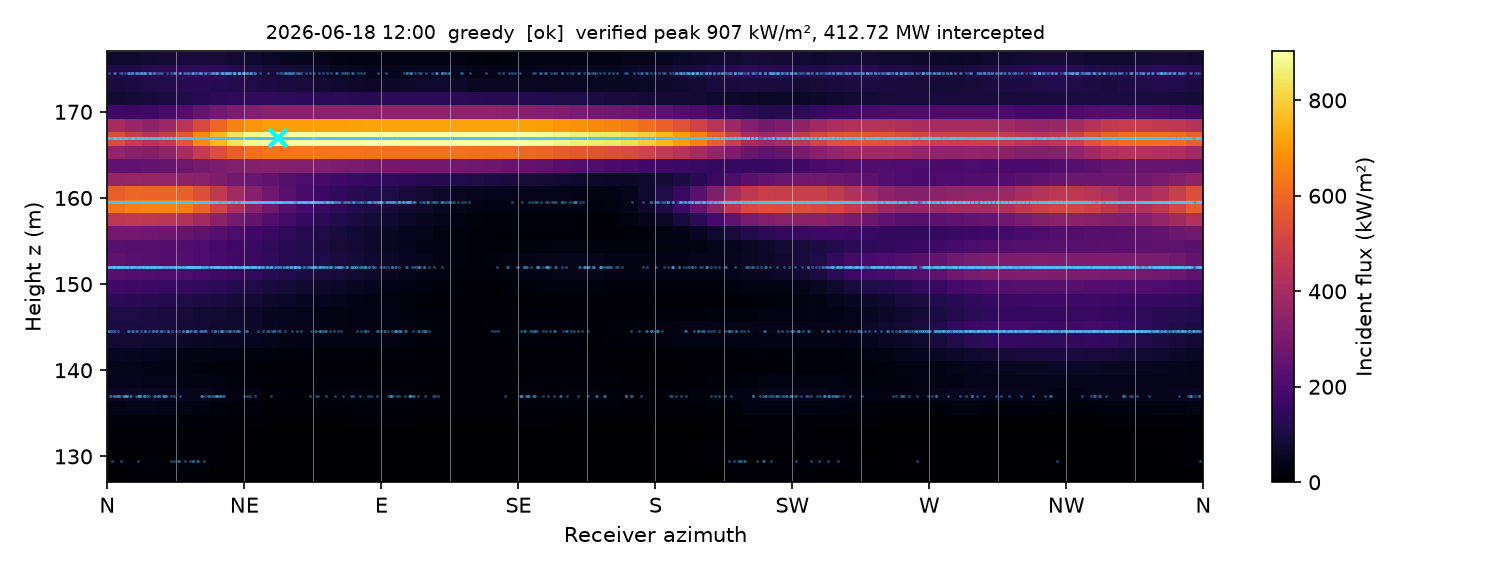 2026-06-18 12:00  greedy  [ok]  verified peak 907 kW/m², 412.72 MW intercepted
Height z (m)
170
160
150
140
130
N NE E SE S SW W NW N
Receiver azimuth
800
600
400
200
0
Incident flux (kW/m²)